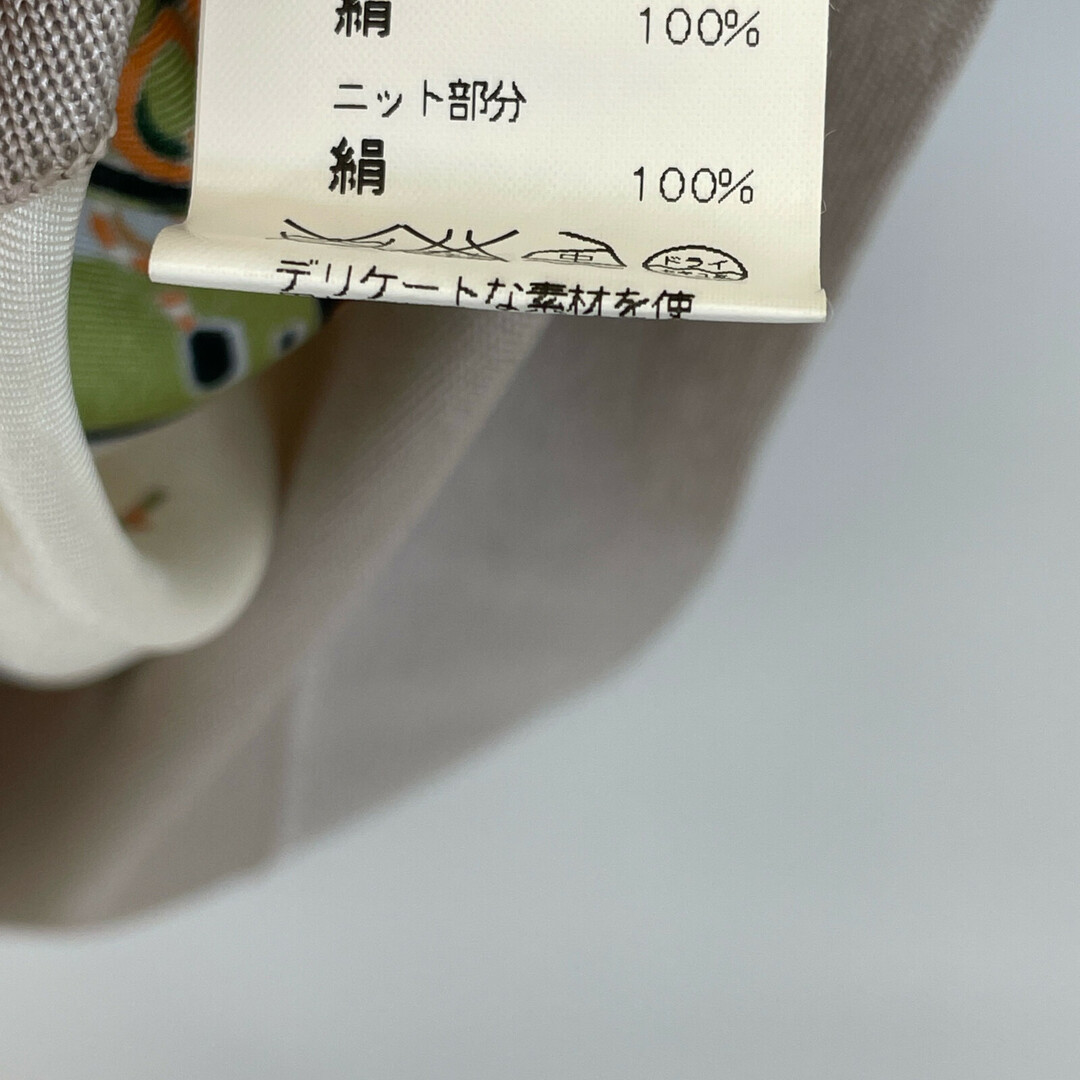 絹 100%
ニット部分
絹 100%
中 ドライ
デリケートな素材を使